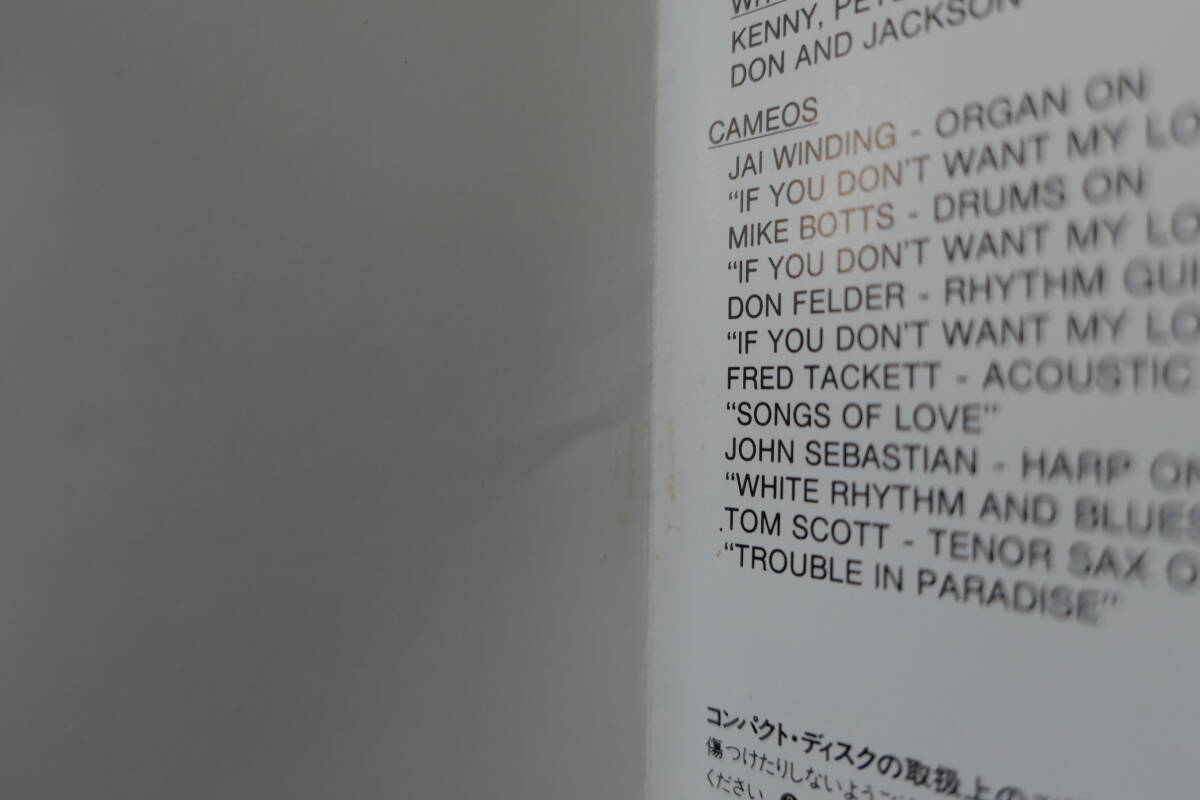 KENNY,
DON AND JACKSON
CAMEOS
JAI WINDING - ORGAN ON
“IF YOU DON'T WANT MY LO
MIKE BOTTS - DRUMS ON
“IF YOU DON'T WANT MY LO
DON FELDER - RHYTHM GUI
“IF YOU DON'T WANT MY LO
FRED TACKETT - ACOUSTIC
“SONGS OF LOVE”
JOHN SEBASTIAN - HARP ON
“WHITE RHYTHM AND BLUES
TOM SCOTT - TENOR SAX O
“TROUBLE IN PARADISE”
コンパクト・ディスクの取扱上の
傷つけたりしないように
ください